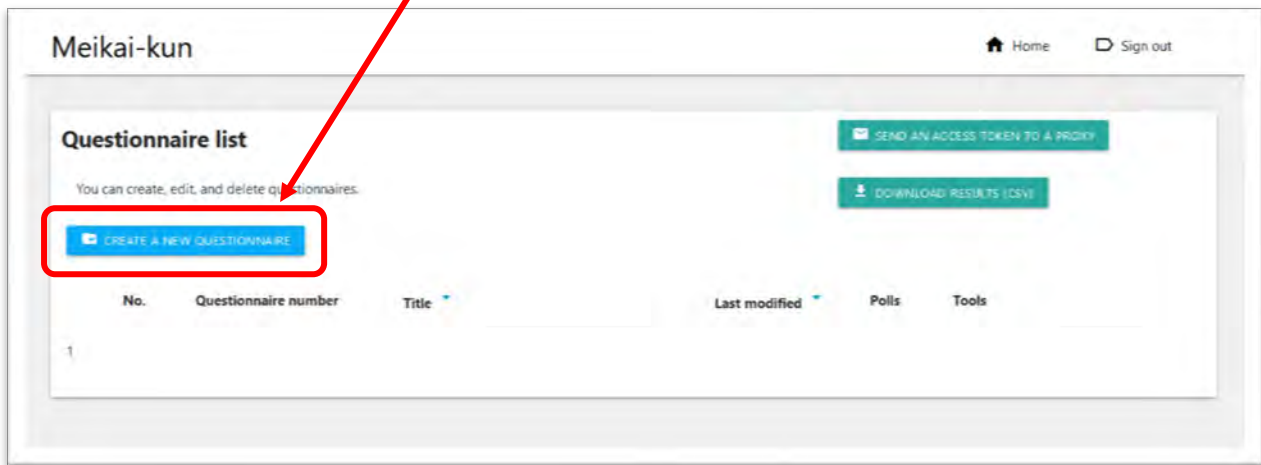 Meikai-kun
Home
Sign out
Questionnaire list
SEND AN ACCESS TOKEN TO A PROXY
You can create, edit, and delete questionnaires.
DOWNLOAD RESULTS (CSV)
CREATE A NEW QUESTIONNAIRE
No. Questionnaire number Title Last modified Polls Tools
1